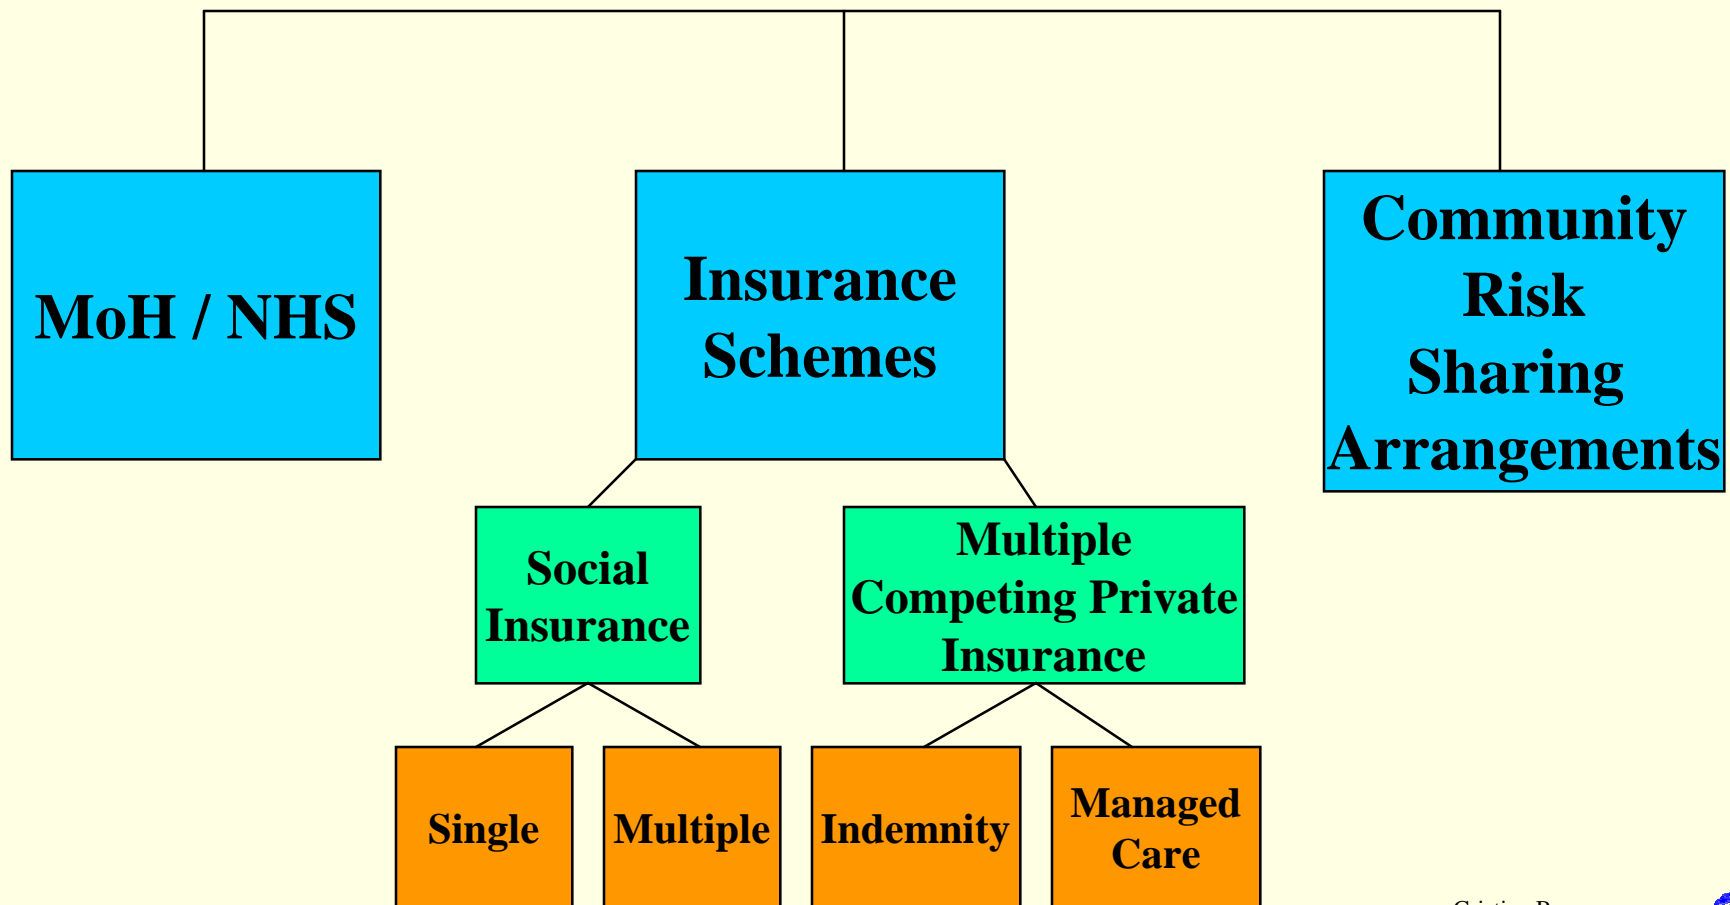 MoH / NHS
Insurance
Schemes
Community
Risk
Sharing
Arrangements
Social
Insurance
Multiple
Competing Private
Insurance
Single
Multiple
Indemnity
Managed
Care